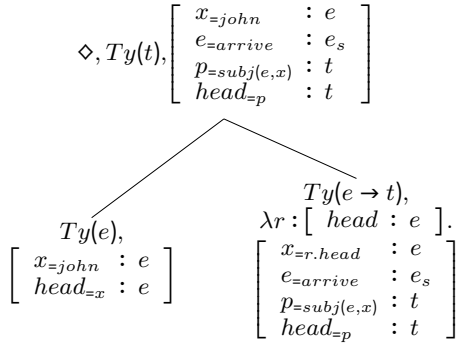 ◇, Ty(t), [ x₌john : e
e₌arrive : eₛ
p₌subj(e,x) : t
head₌p : t ]
Ty(e),
[ x₌john : e
head₌x : e ]
Ty(e → t),
λr : [ head : e ].
[ x₌r.head : e
e₌arrive : eₛ
p₌subj(e,x) : t
head₌p : t ]